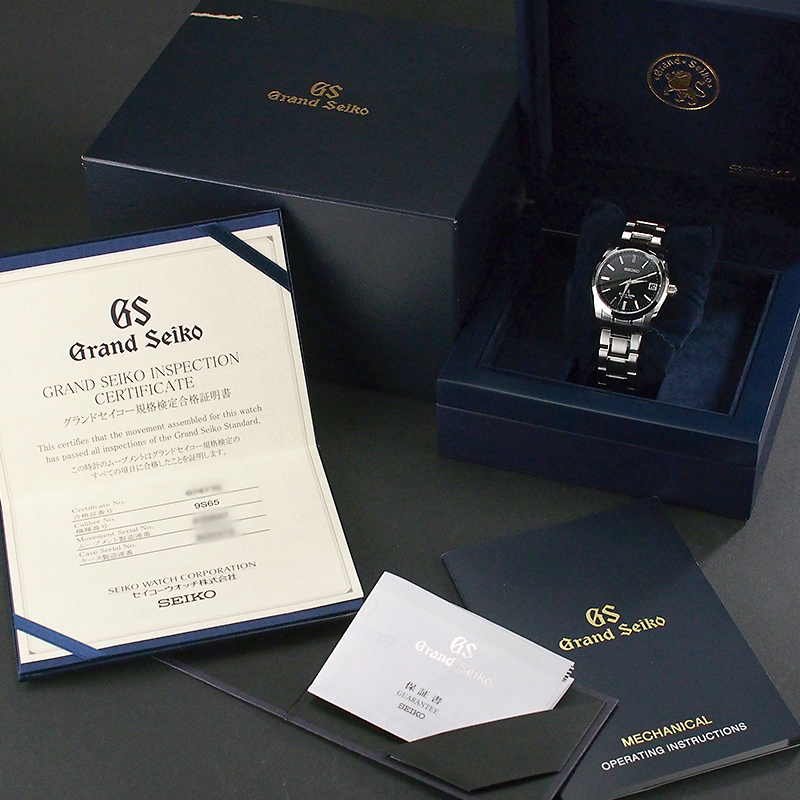 GS
Grand Seiko
Grand Seiko
SEIKO
GS
Grand Seiko
GRAND SEIKO INSPECTION
CERTIFICATE
グランドセイコー規格検定合格証明書
This certifies that the movement assembled for this watch
has passed all inspections of the Grand Seiko Standard.
この時計のムーブメントはグランドセイコー規格検定の
すべての項目に合格したことを証明します。
Certificate No.
合格証番号
Caliber No. 9S65
機種番号
Movement Serial No.
ムーブメント製造連番
Case Serial No.
ケース製造連番
SEIKO WATCH CORPORATION
セイコーウオッチ株式会社
SEIKO
GS
Grand Seiko
保証書
GUARANTEE
SEIKO
GS
Grand Seiko
MECHANICAL
OPERATING INSTRUCTIONS